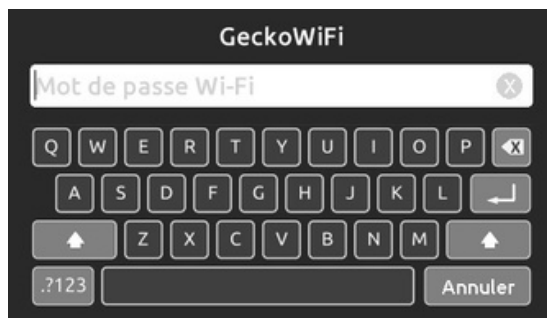 GeckoWiFi
Mot de passe Wi-Fi
Q W E R T Y U I O P X
A S D F G H J K L
Z X C V B N M
.?123 Annuler